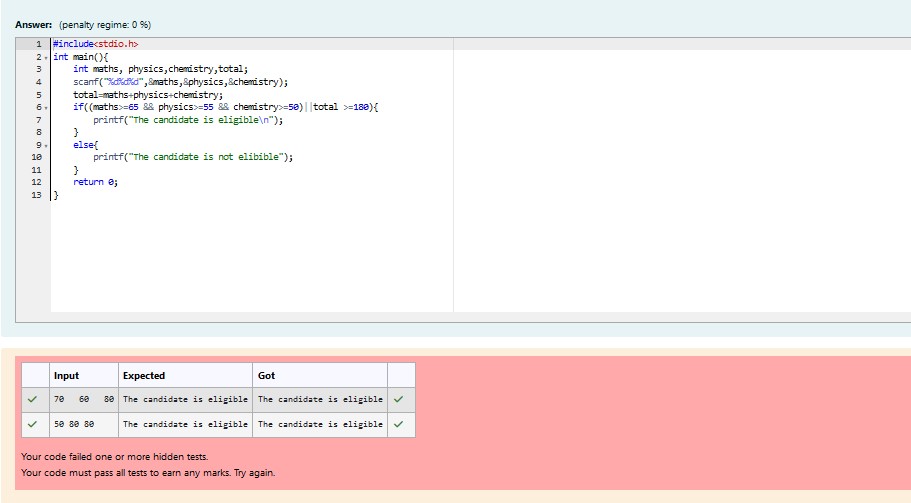 Answer: (penalty regime: 0 %)
1 #include<stdio.h>
2 int main(){
3 int maths, physics,chemistry,total;
4 scanf("%d%d%d",&maths,&physics,&chemistry);
5 total=maths+physics+chemistry;
6 if((maths>=65 && physics>=55 && chemistry>=50)||total >=180){
7 printf("The candidate is eligible\n");
8 }
9 else{
10 printf("The candidate is not elibible");
11 }
12 return 0;
13 }
Input Expected Got
70 60 80 The candidate is eligible The candidate is eligible
50 80 80 The candidate is eligible The candidate is eligible
Your code failed one or more hidden tests.
Your code must pass all tests to earn any marks. Try again.